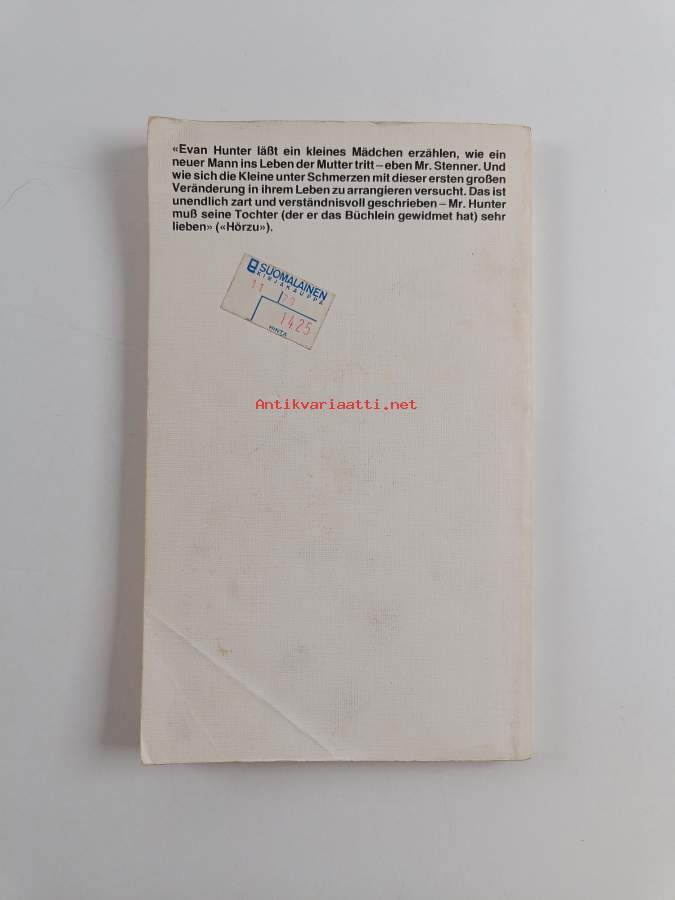 «Evan Hunter läßt ein kleines Mädchen erzählen, wie ein
neuer Mann ins Leben der Mutter tritt – eben Mr. Stenner. Und
wie sich die Kleine unter Schmerzen mit dieser ersten großen
Veränderung in ihrem Leben zu arrangieren versucht. Das ist
unendlich zart und verständnisvoll geschrieben – Mr. Hunter
muß seine Tochter (der er das Büchlein gewidmet hat) sehr
lieben» («Hörzu»).
SUOMALAINEN
KIRJAKAUPPA
11
1425
HINTA
Antikvariaatti.net